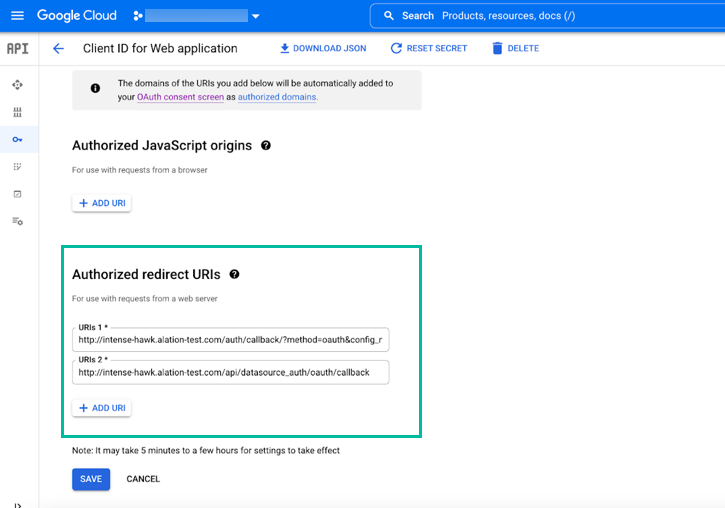 Google Cloud
Search Products, resources, docs (/)
API
Client ID for Web application
DOWNLOAD JSON
RESET SECRET
DELETE
The domains of the URIs you add below will be automatically added to
your OAuth consent screen as authorized domains.
Authorized JavaScript origins
For use with requests from a browser
+ ADD URI
Authorized redirect URIs
For use with requests from a web server
URIs 1 *
http://intense-hawk.alation-test.com/auth/callback/?method=oauth&config_r
URIs 2 *
http://intense-hawk.alation-test.com/api/datasource_auth/oauth/callback
+ ADD URI
Note: It may take 5 minutes to a few hours for settings to take effect
SAVE
CANCEL